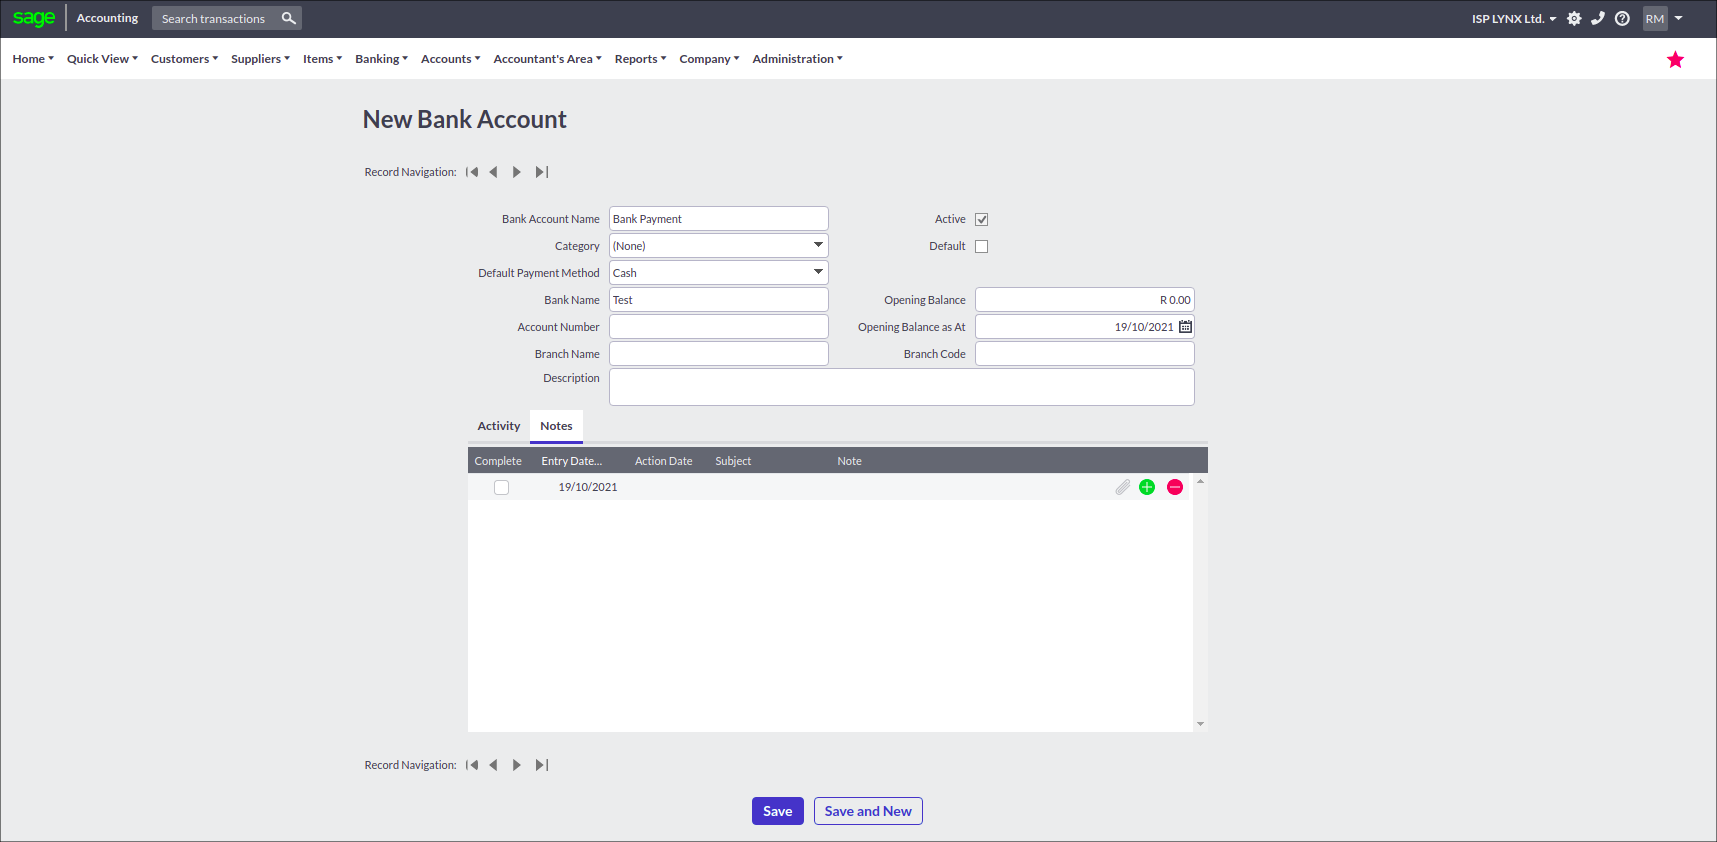 sage Accounting Search transactions ISP LYNX Ltd. RM
Home Quick View Customers Suppliers Items Banking Accounts Accountant's Area Reports Company Administration
New Bank Account
Record Navigation:
Bank Account Name Bank Payment Active
Category (None) Default
Default Payment Method Cash
Bank Name Test Opening Balance R 0.00
Account Number Opening Balance as At 19/10/2021
Branch Name Branch Code
Description
Activity Notes
Complete Entry Date... Action Date Subject Note
19/10/2021
Record Navigation:
Save Save and New